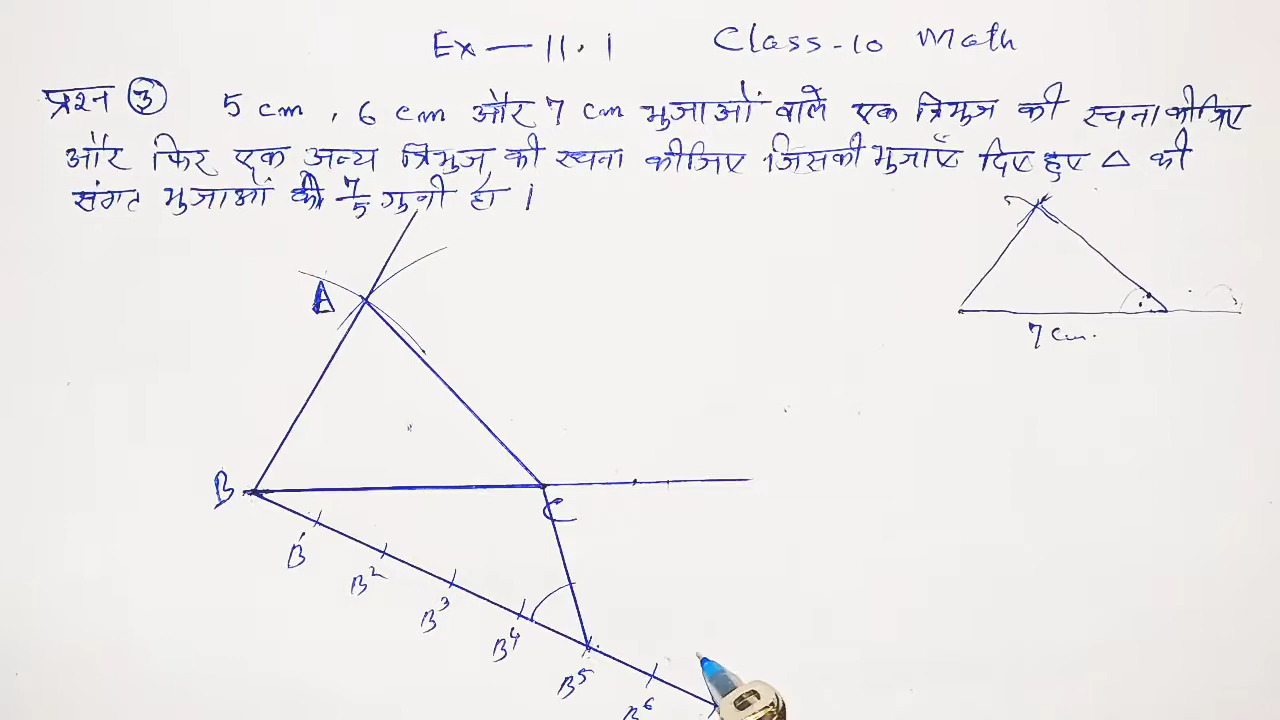 Ex — 11.1 Class-10 Math
प्रश्न ③ 5 cm , 6 cm और 7 cm भुजाओं वाले एक त्रिभुज की रचना कीजिए
और फिर एक अन्य त्रिभुज की रचना कीजिए जिसकी भुजाएँ दिए हुए △ की
संगत भुजाओं की 7/5 गुनी हो ।
A
7 cm.
B
C
B'
B²
B³
B⁴
B⁵
B⁶